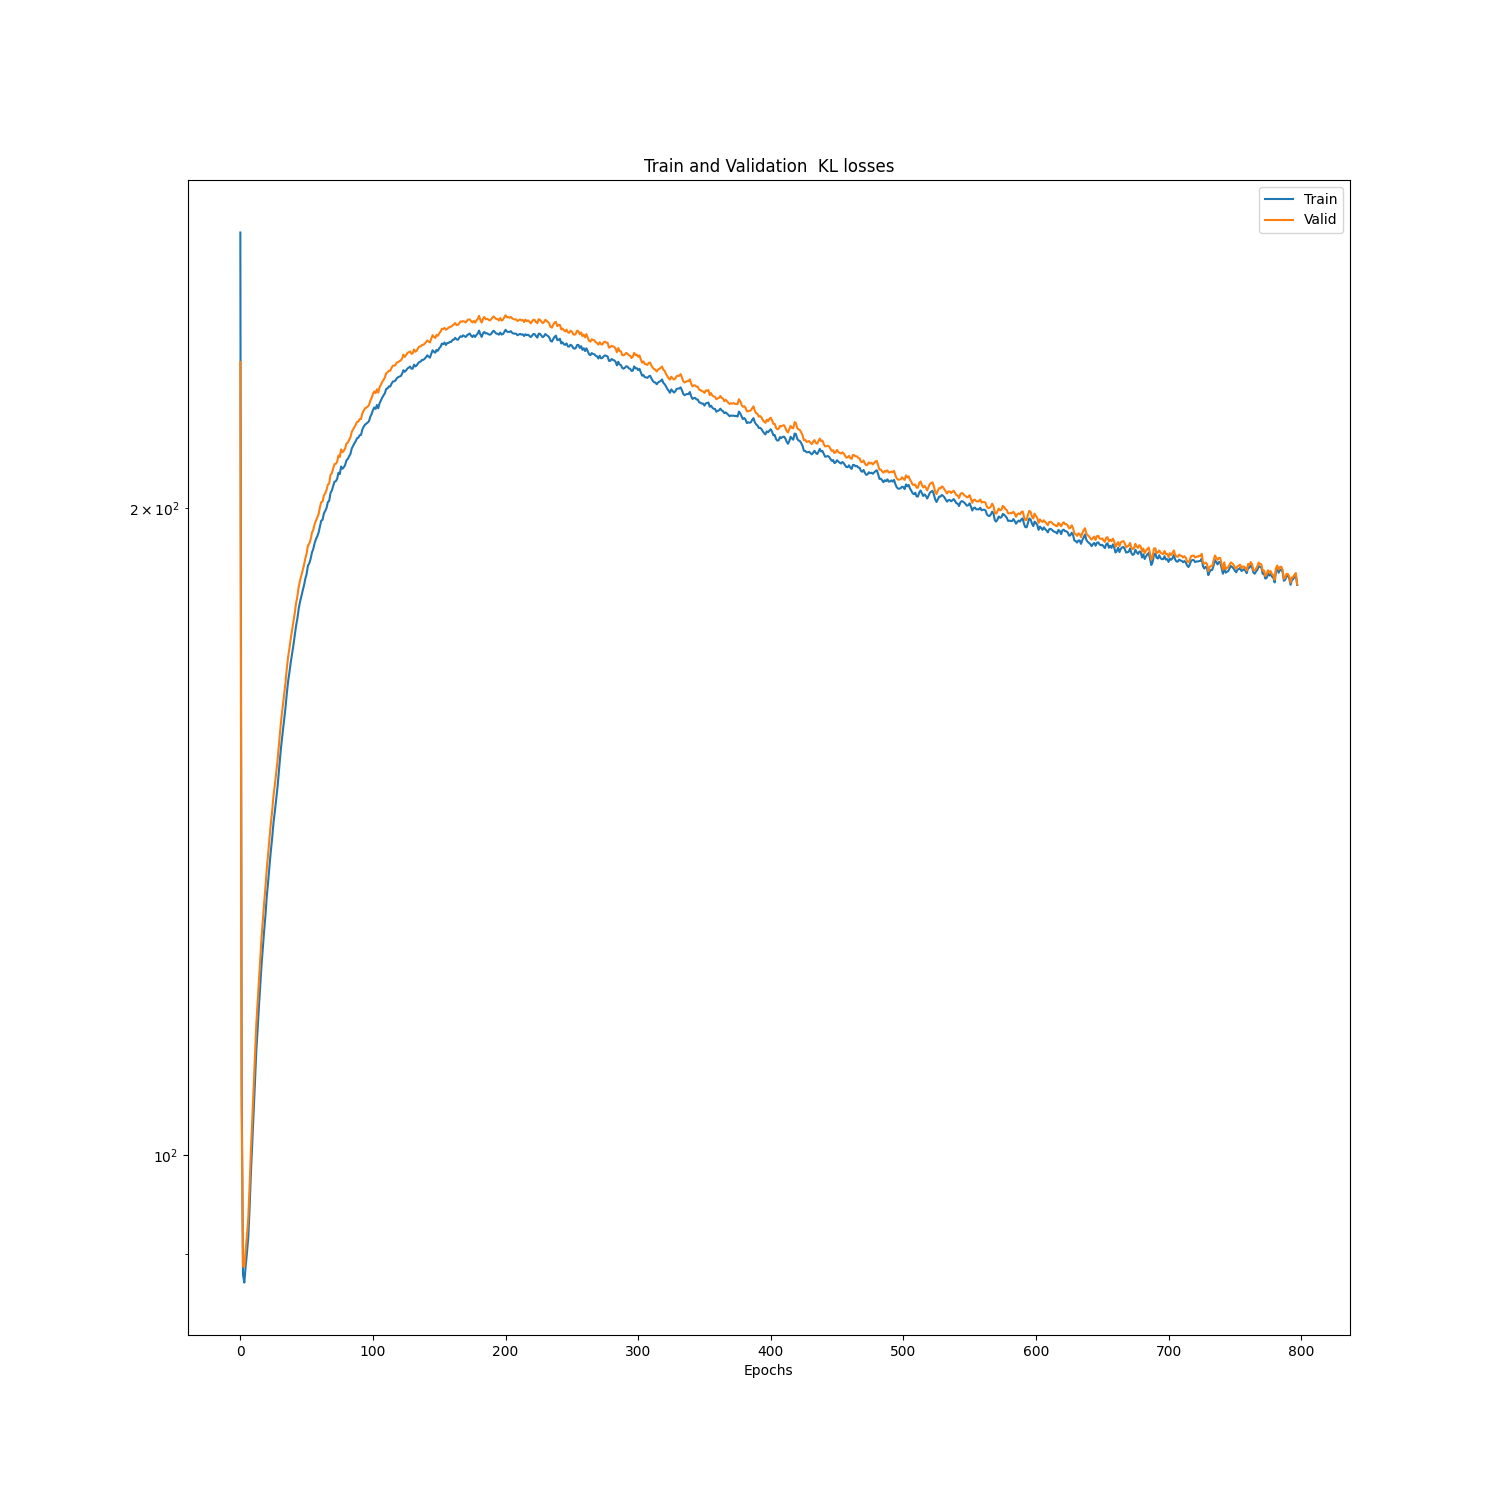 Train and Validation  KL losses
Train
Valid
2 × 10²
10²
0 100 200 300 400 500 600 700 800
Epochs